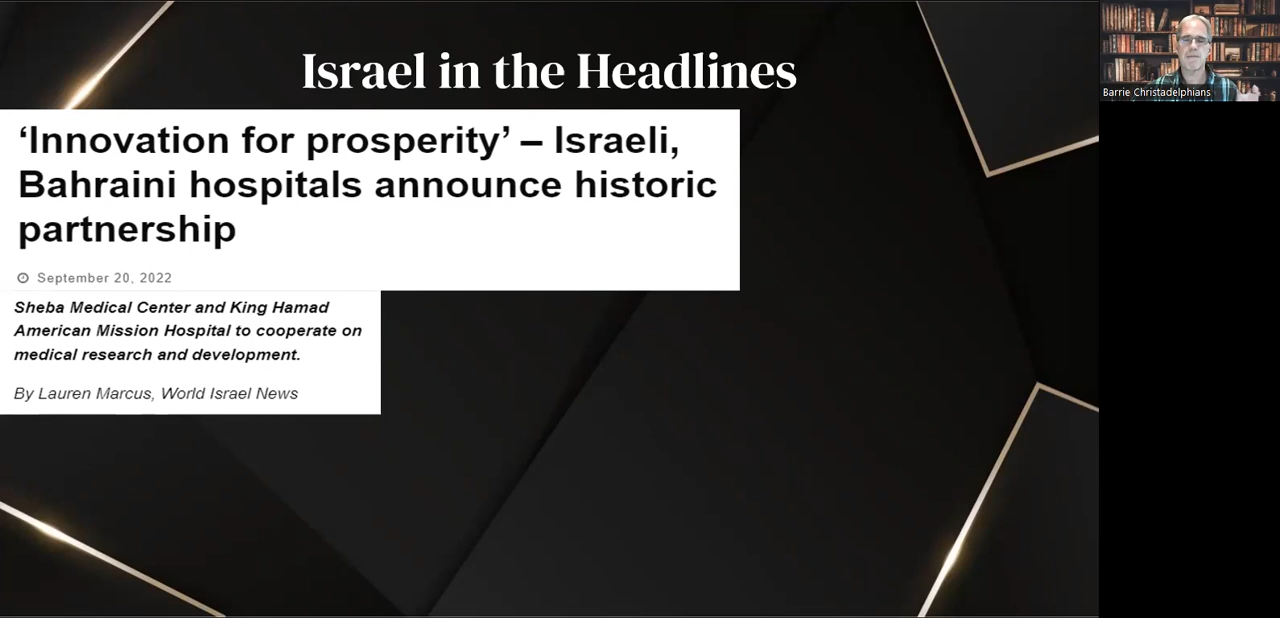 Israel in the Headlines
‘Innovation for prosperity’ – Israeli,
Bahraini hospitals announce historic
partnership
September 20, 2022
Sheba Medical Center and King Hamad
American Mission Hospital to cooperate on
medical research and development.
By Lauren Marcus, World Israel News
Barrie Christadelphians